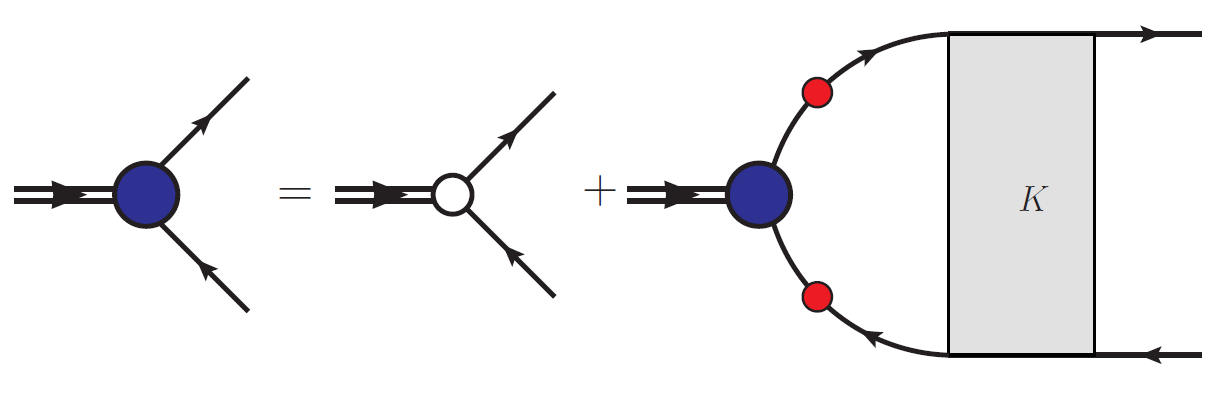 = + K